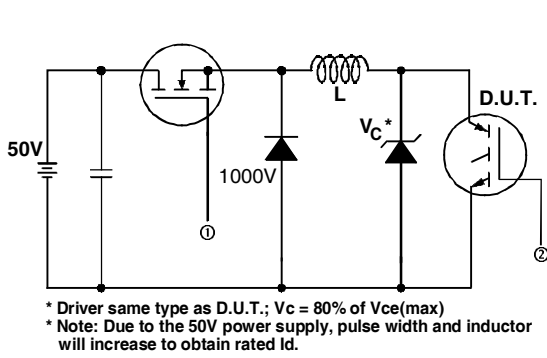 L
D.U.T.
V_C *
50V
1000V
①
②
* Driver same type as D.U.T.; Vc = 80% of Vce(max)
* Note: Due to the 50V power supply, pulse width and inductor
will increase to obtain rated Id.